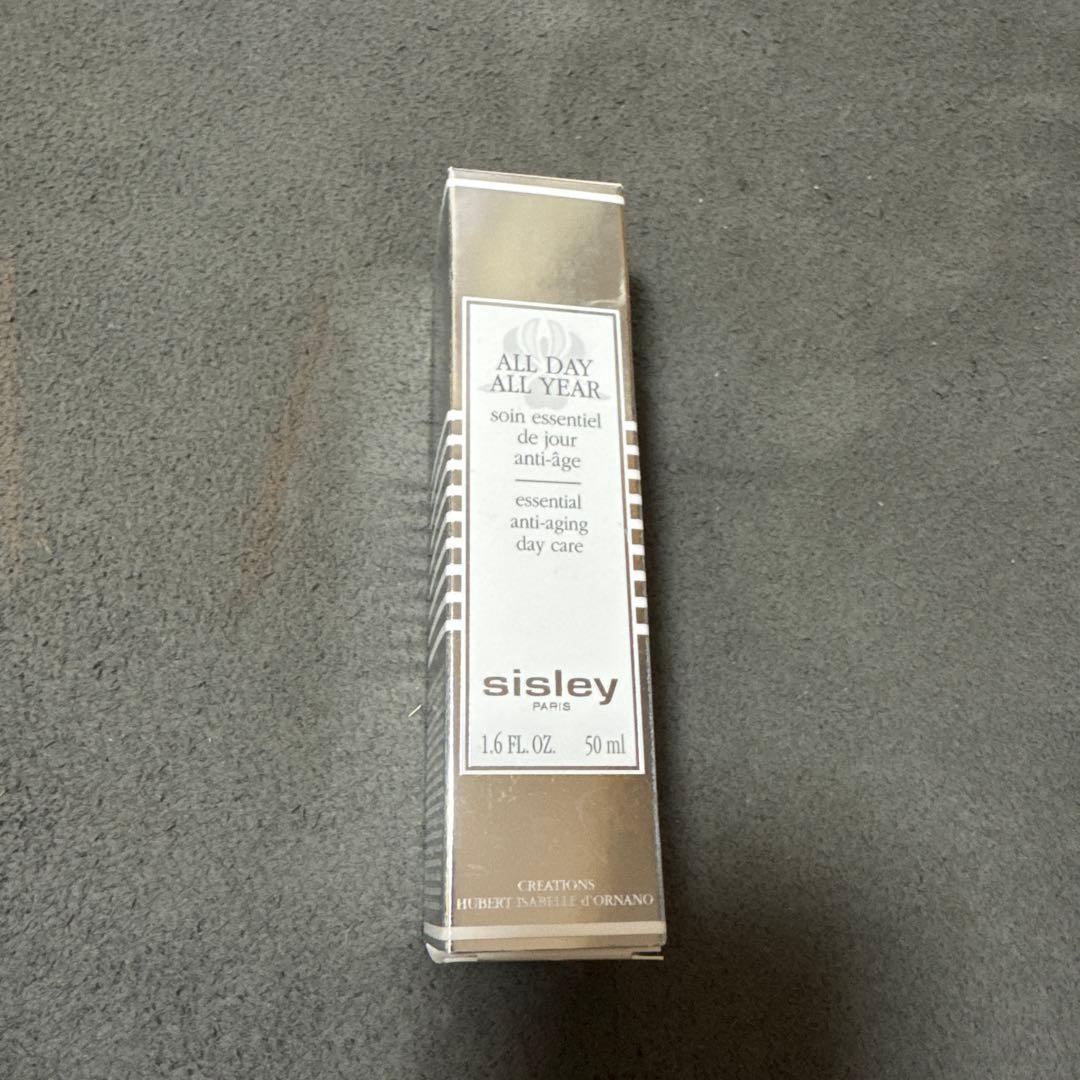 ALL DAY
ALL YEAR
soin essentiel
de jour
anti-âge
essential
anti-aging
day care
sisley
PARIS
1.6 FL. OZ. 50 ml
CREATIONS
HUBERT ISABELLE d'ORNANO